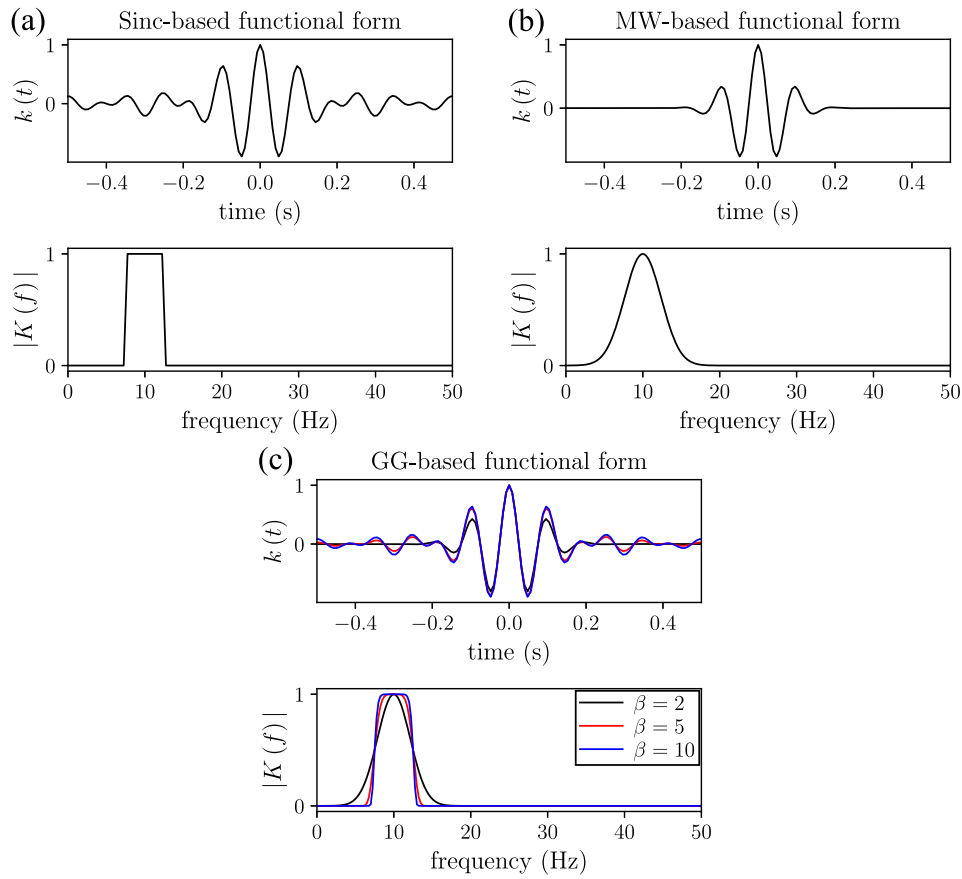 (a)
Sinc-based functional form
1
0
k (t)
−0.4 −0.2 0.0 0.2 0.4
time (s)
1
0
|K (f) |
0 10 20 30 40 50
frequency (Hz)
(b)
MW-based functional form
1
0
k (t)
−0.4 −0.2 0.0 0.2 0.4
time (s)
1
0
|K (f) |
0 10 20 30 40 50
frequency (Hz)
(c)
GG-based functional form
1
0
k (t)
−0.4 −0.2 0.0 0.2 0.4
time (s)
1
0
|K (f) |
β = 2
β = 5
β = 10
0 10 20 30 40 50
frequency (Hz)